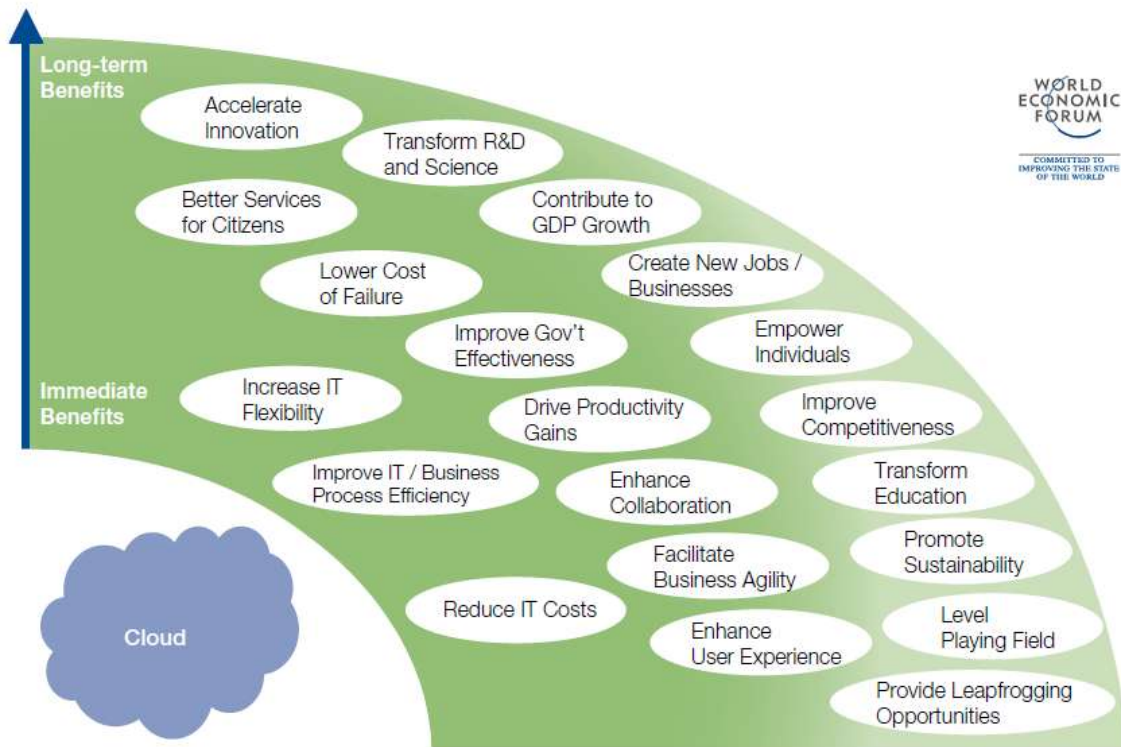 Long-term
Benefits
Accelerate
Innovation
Transform R&D
and Science
WORLD
ECONOMIC
FORUM
COMMITTED TO
IMPROVING THE STATE
OF THE WORLD
Better Services
for Citizens
Contribute to
GDP Growth
Lower Cost
of Failure
Create New Jobs /
Businesses
Improve Gov't
Effectiveness
Empower
Individuals
Immediate
Benefits
Increase IT
Flexibility
Drive Productivity
Gains
Improve
Competitiveness
Improve IT / Business
Process Efficiency
Enhance
Collaboration
Transform
Education
Facilitate
Business Agility
Promote
Sustainability
Cloud
Reduce IT Costs
Enhance
User Experience
Level
Playing Field
Provide Leapfrogging
Opportunities